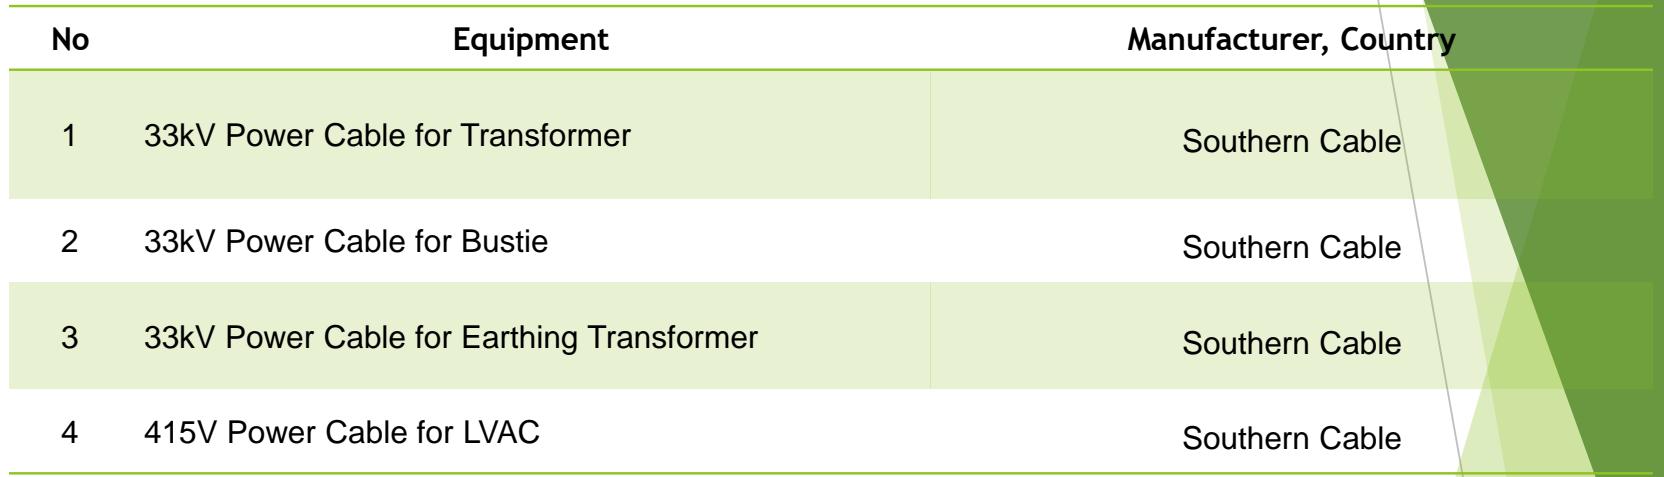 No Equipment Manufacturer, Country
1 33kV Power Cable for Transformer Southern Cable
2 33kV Power Cable for Bustie Southern Cable
3 33kV Power Cable for Earthing Transformer Southern Cable
4 415V Power Cable for LVAC Southern Cable